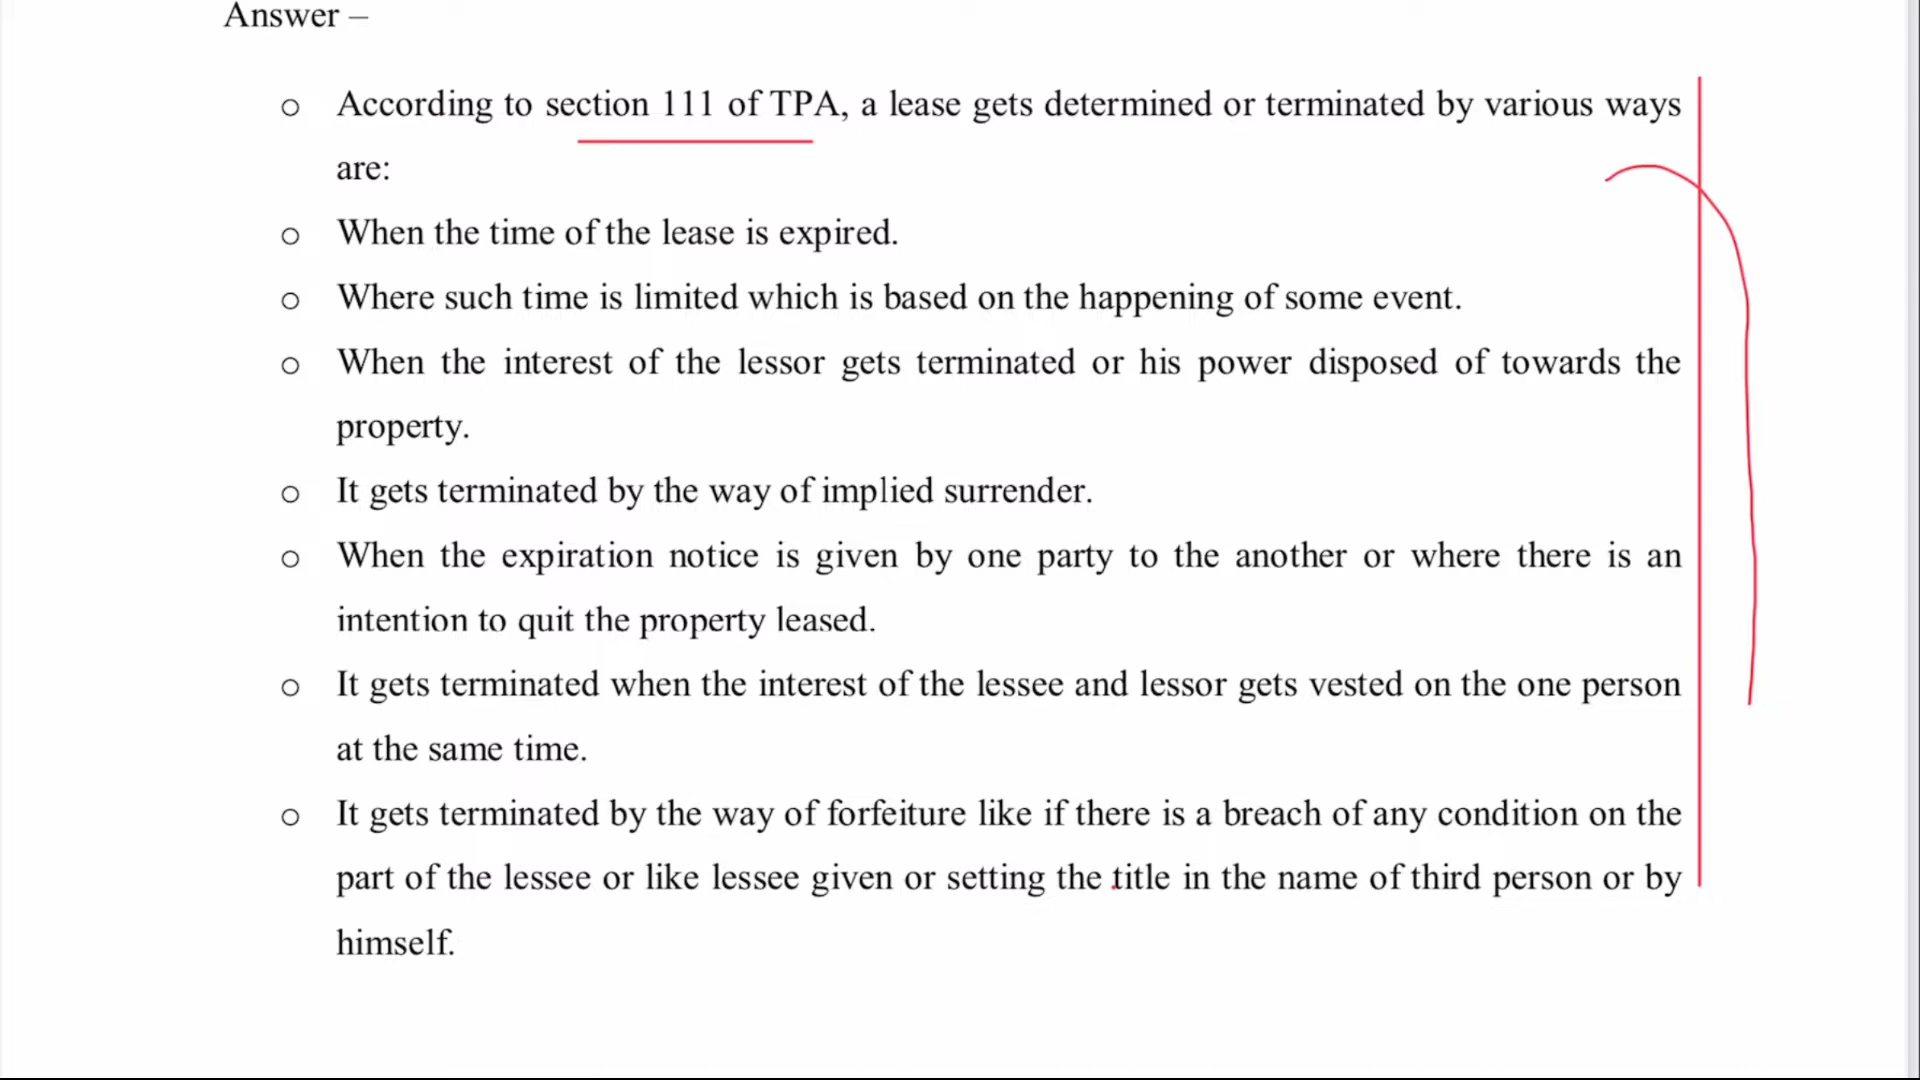 Answer –
o According to section 111 of TPA, a lease gets determined or terminated by various ways
are:
o When the time of the lease is expired.
o Where such time is limited which is based on the happening of some event.
o When the interest of the lessor gets terminated or his power disposed of towards the
property.
o It gets terminated by the way of implied surrender.
o When the expiration notice is given by one party to the another or where there is an
intention to quit the property leased.
o It gets terminated when the interest of the lessee and lessor gets vested on the one person
at the same time.
o It gets terminated by the way of forfeiture like if there is a breach of any condition on the
part of the lessee or like lessee given or setting the title in the name of third person or by
himself.